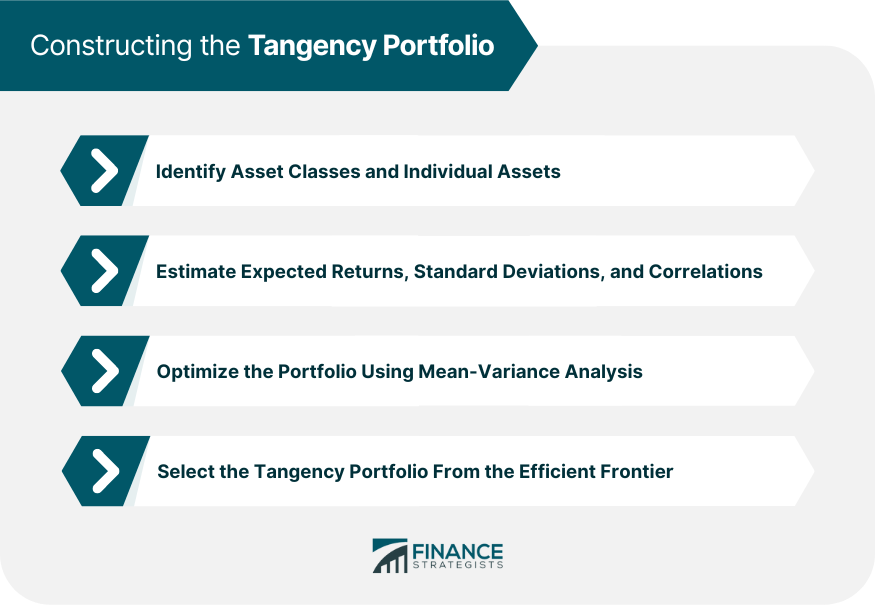 Constructing the Tangency Portfolio
Identify Asset Classes and Individual Assets
Estimate Expected Returns, Standard Deviations, and Correlations
Optimize the Portfolio Using Mean-Variance Analysis
Select the Tangency Portfolio From the Efficient Frontier
FINANCE
STRATEGISTS